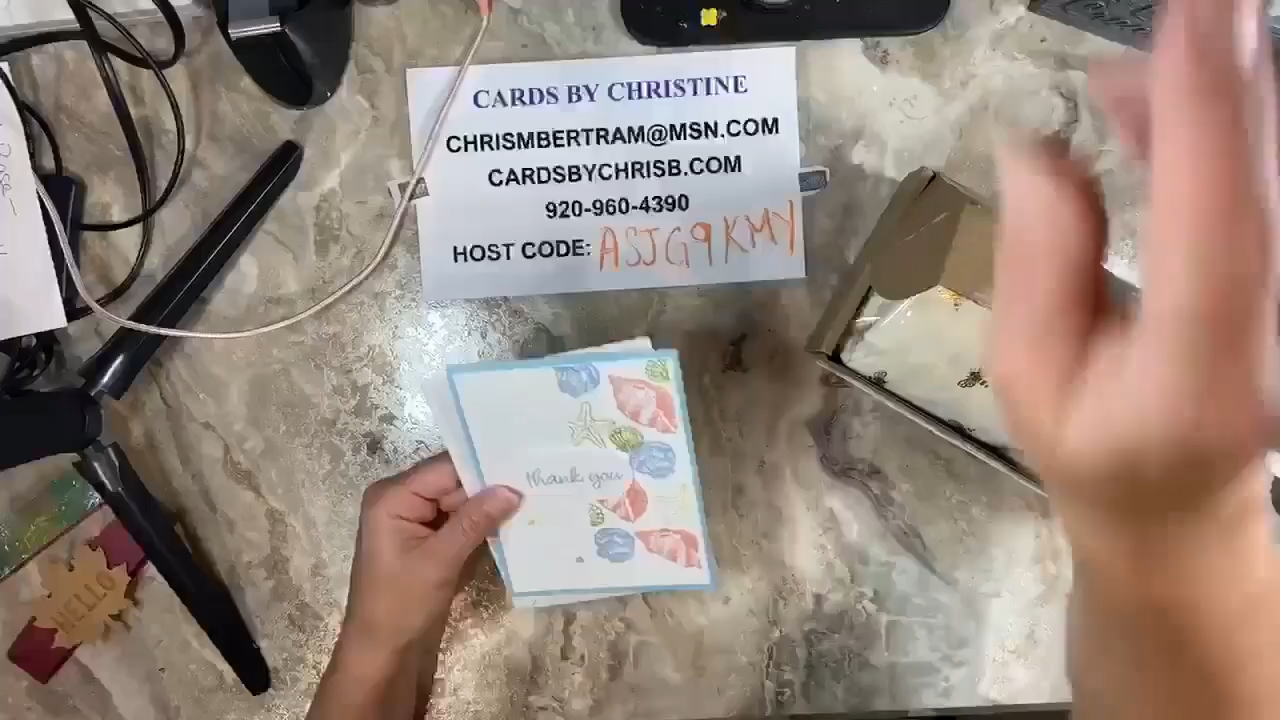 CARDS BY CHRISTINE
CHRISMBERTRAM@MSN.COM
CARDSBYCHRISB.COM
920-960-4390
HOST CODE: ASJG9KMY
thank you
HELLO